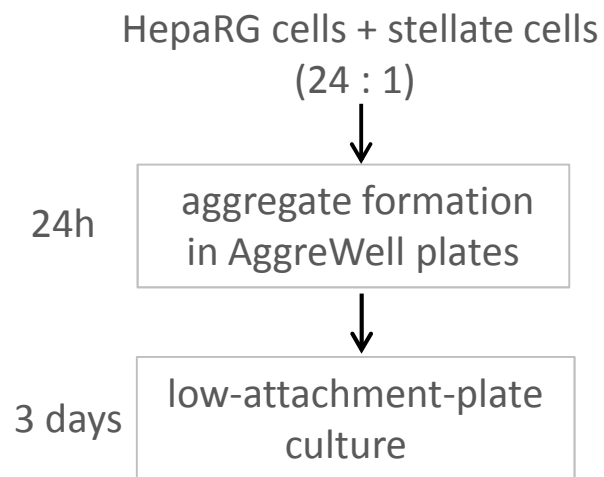 HepaRG cells + stellate cells
(24 : 1)
24h
aggregate formation
in AggreWell plates
3 days
low-attachment-plate
culture